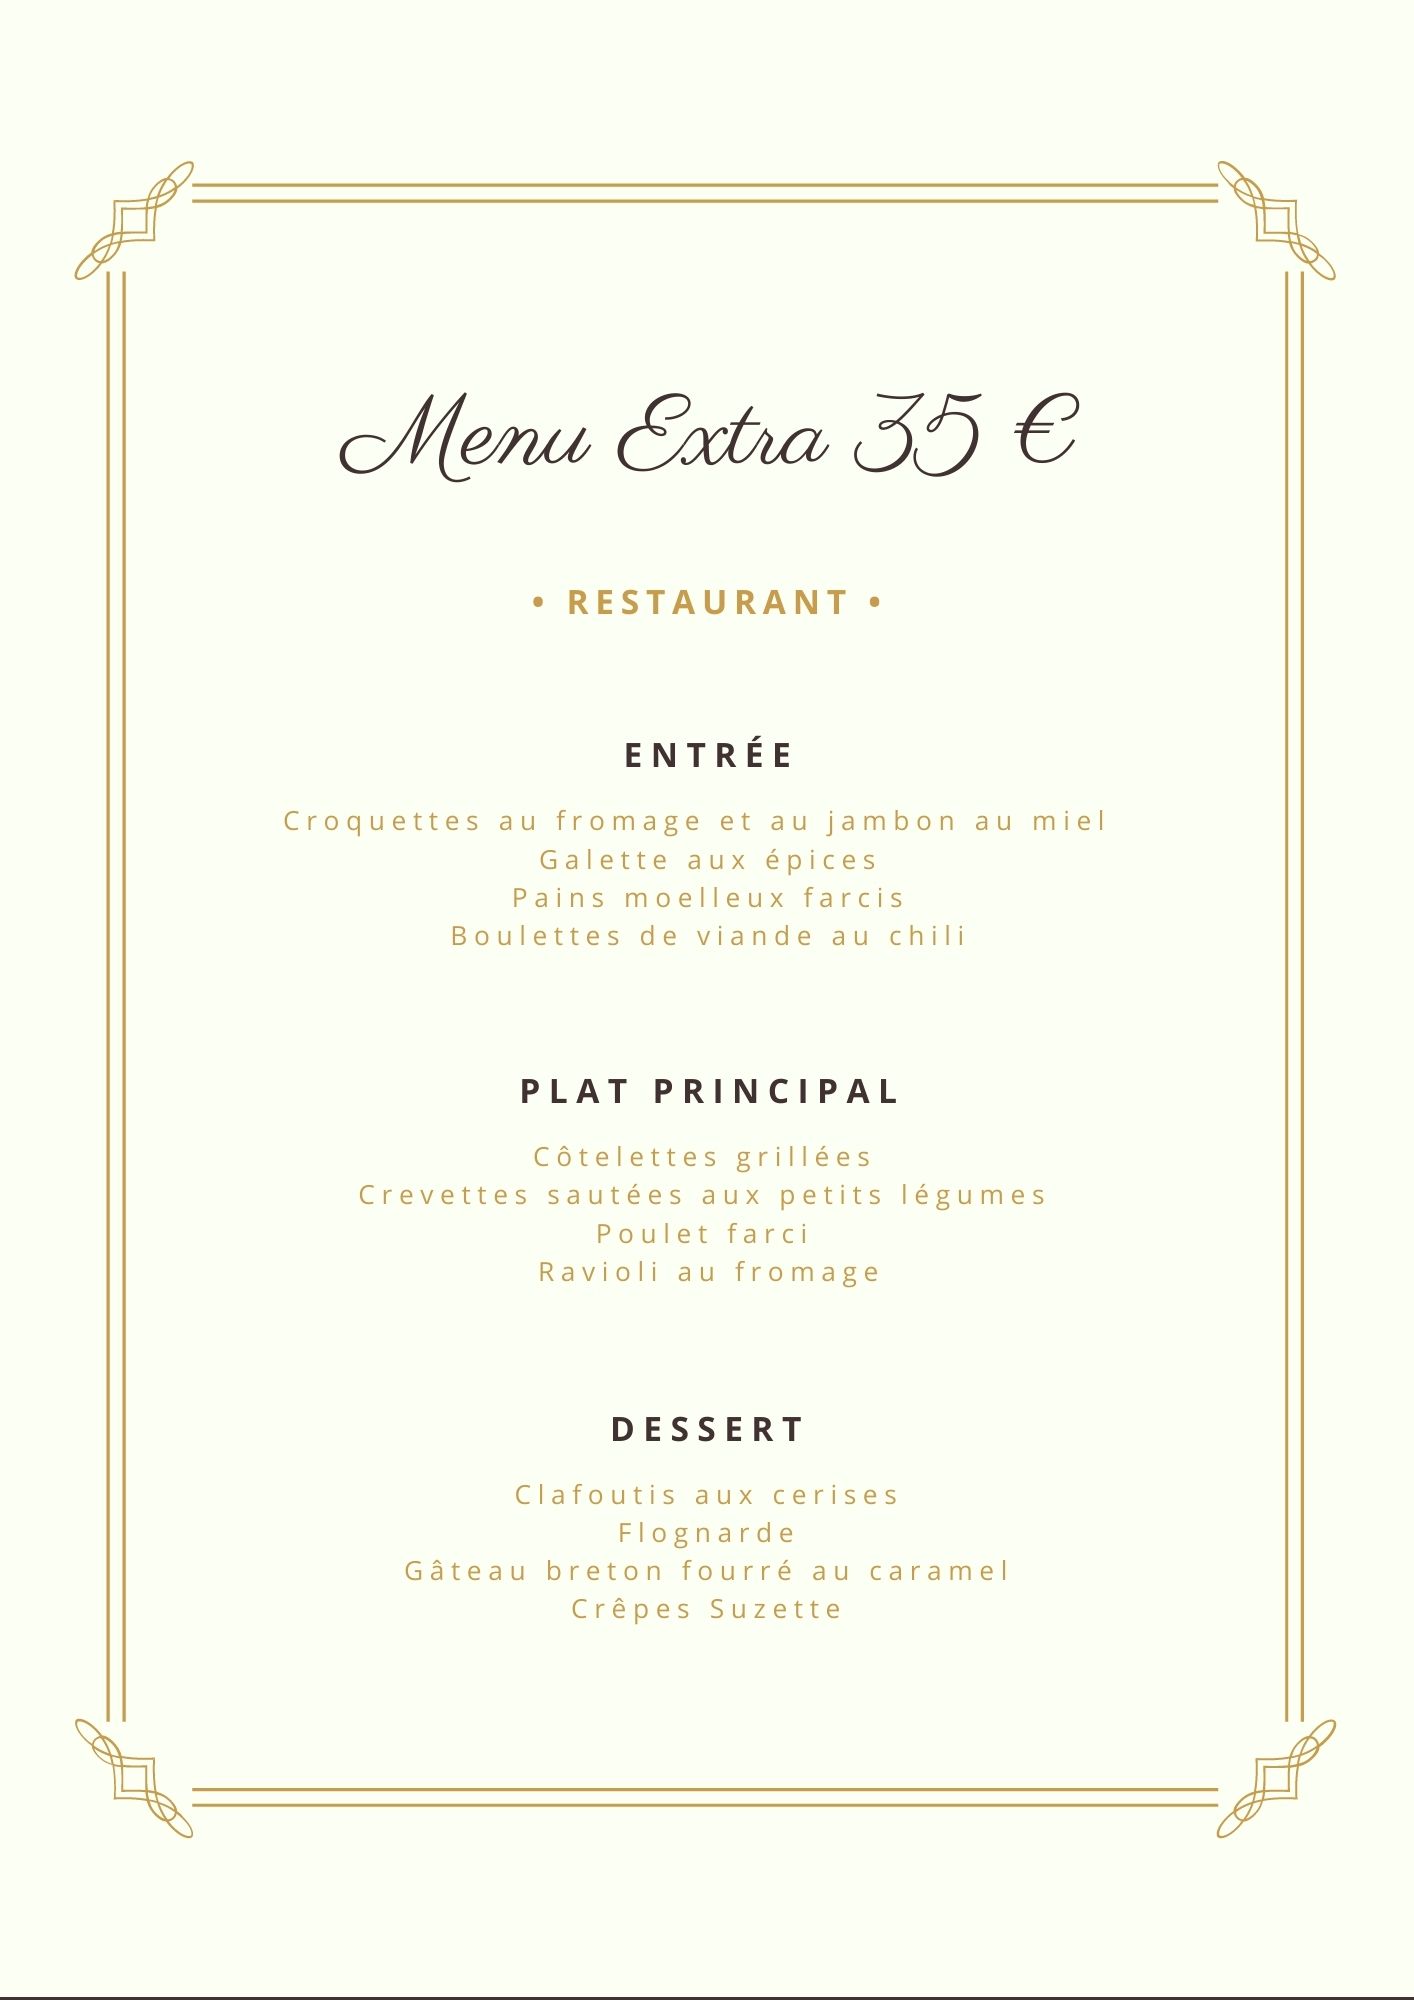 Menu Extra 35 €
• RESTAURANT •
ENTRÉE
Croquettes au fromage et au jambon au miel
Galette aux épices
Pains moelleux farcis
Boulettes de viande au chili
PLAT PRINCIPAL
Côtelettes grillées
Crevettes sautées aux petits légumes
Poulet farci
Ravioli au fromage
DESSERT
Clafoutis aux cerises
Flognarde
Gâteau breton fourré au caramel
Crêpes Suzette